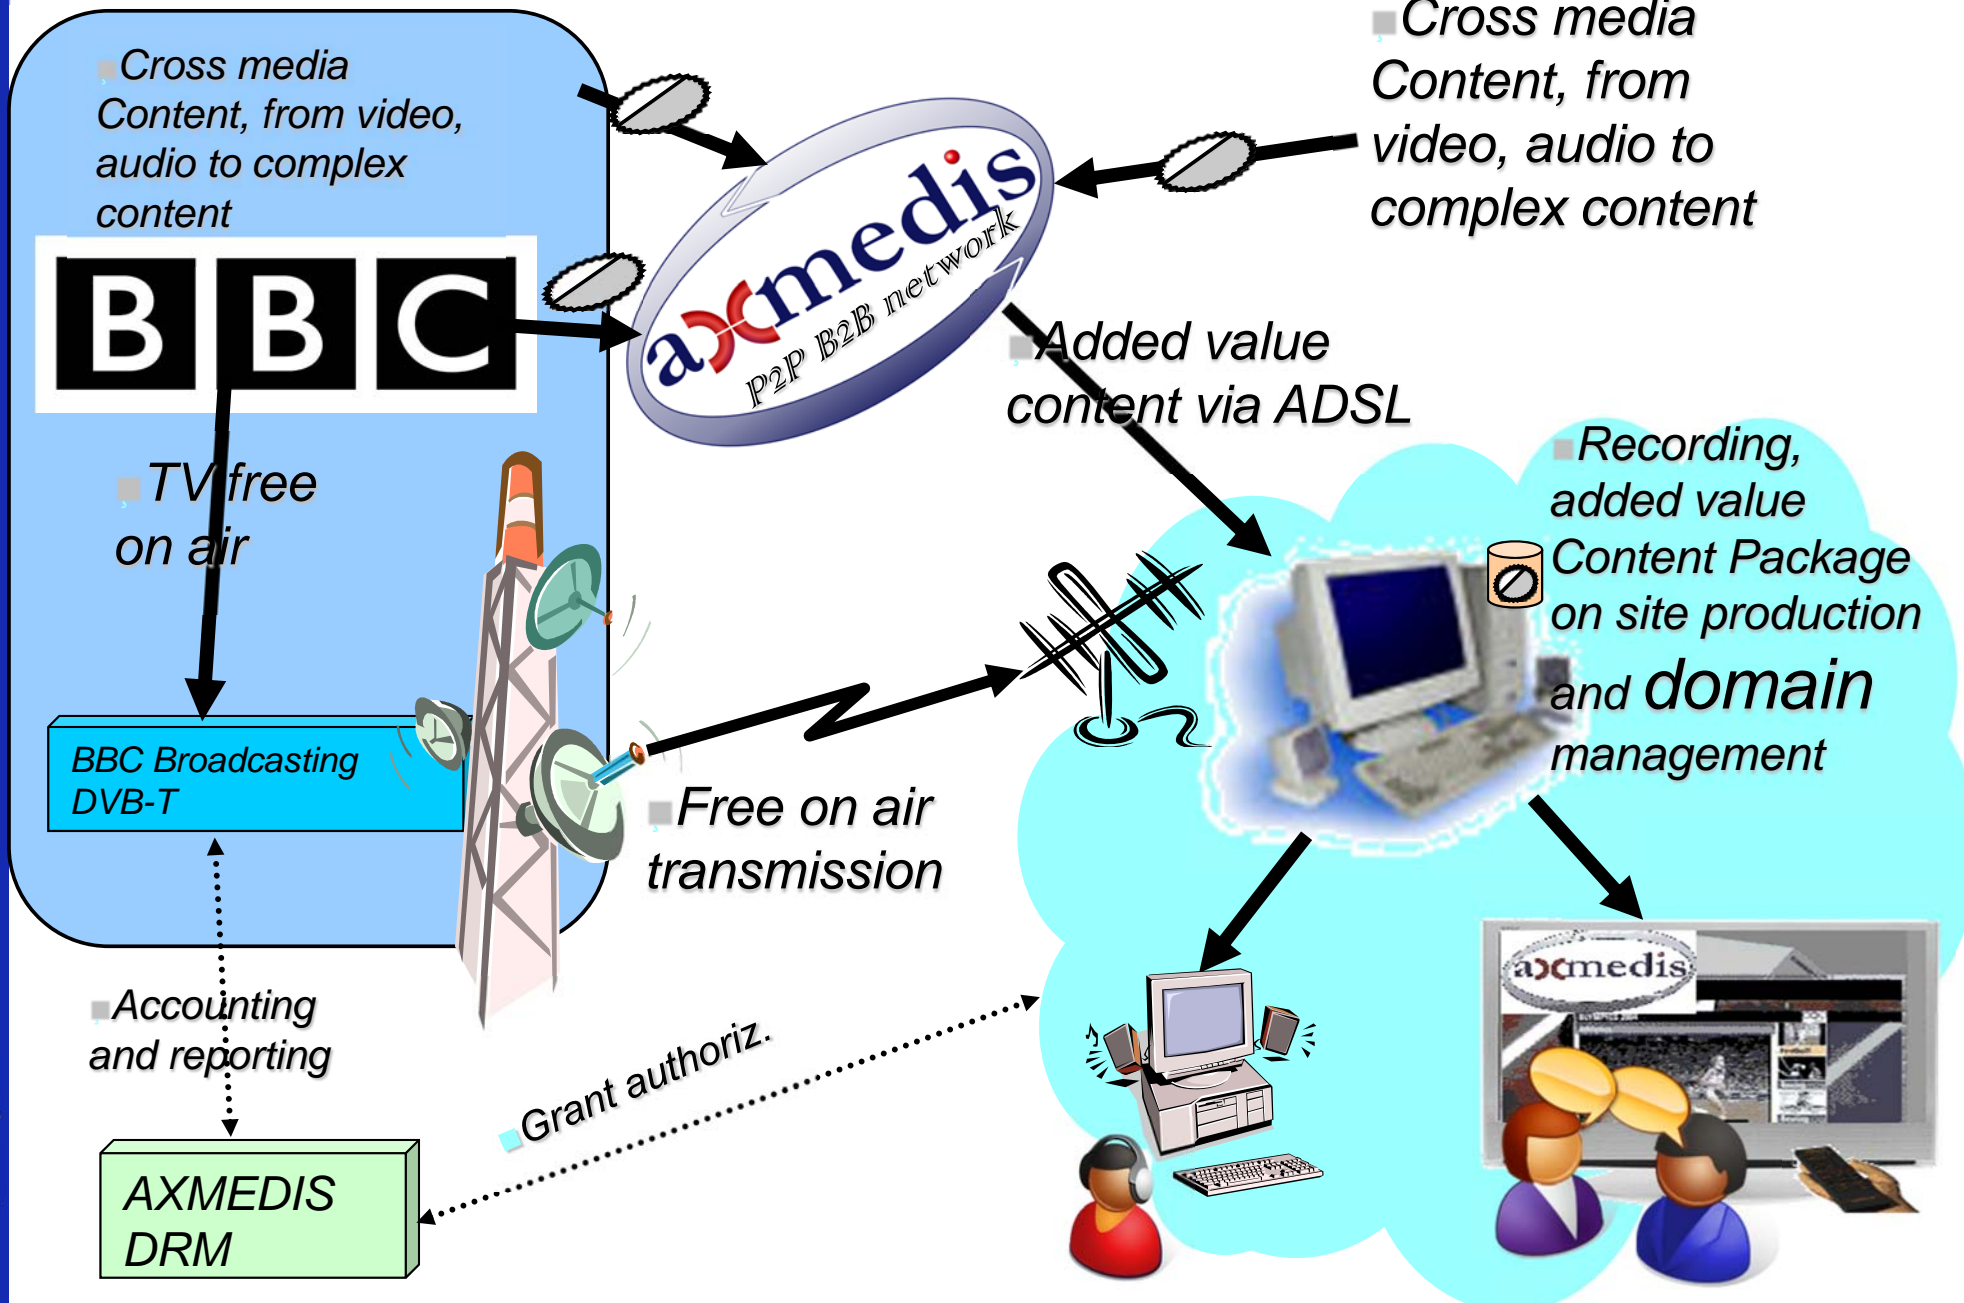 Cross media
Content, from video,
audio to complex
content
BBC
TV free
on air
BBC Broadcasting
DVB-T
Accounting
and reporting
AXMEDIS
DRM
Grant authoriz.
axmedis
P2P B2B network
Cross media
Content, from
video, audio to
complex content
Added value
content via ADSL
Free on air
transmission
Recording,
added value
Content Package
on site production
and domain
management
axmedis